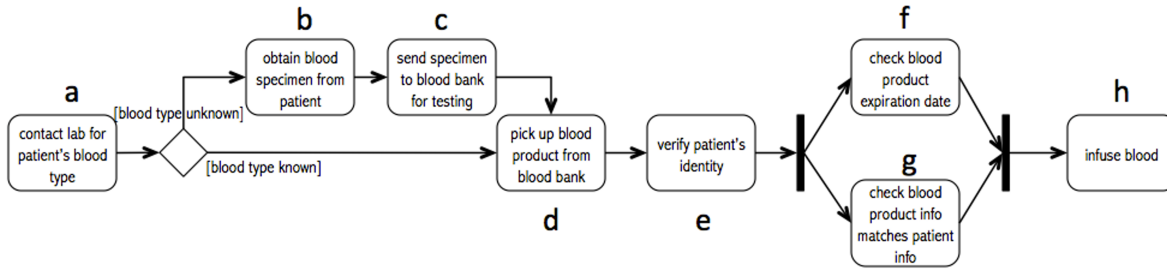 a
contact lab for
patient's blood
type
[blood type unknown]
[blood type known]
b
obtain blood
specimen from
patient
c
send specimen
to blood bank
for testing
pick up blood
product from
blood bank
d
verify patient's
identity
e
f
check blood
product
expiration date
g
check blood
product info
matches patient
info
h
infuse blood